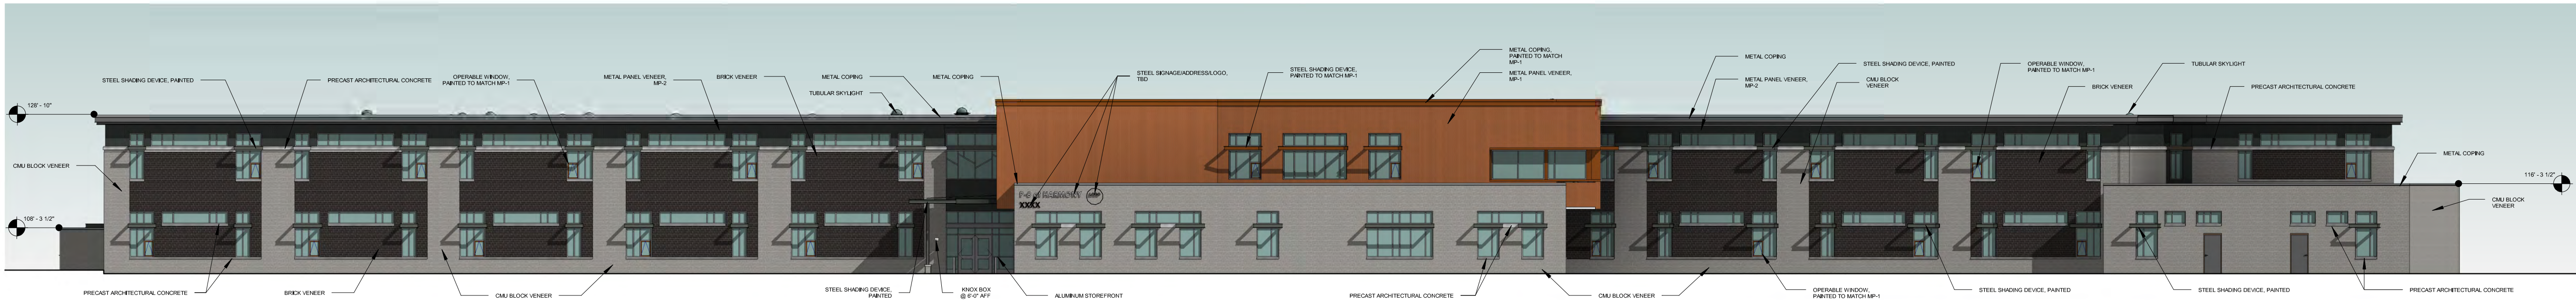 METAL COPING,
PAINTED TO MATCH
MP-1
METAL COPING
STEEL SHADING DEVICE, PAINTED
STEEL SHADING DEVICE,
PAINTED TO MATCH MP-1
METAL PANEL VENEER,
MP-1
OPERABLE WINDOW,
PAINTED TO MATCH MP-1
TUBULAR SKYLIGHT
STEEL SHADING DEVICE, PAINTED
PRECAST ARCHITECTURAL CONCRETE
OPERABLE WINDOW,
PAINTED TO MATCH MP-1
METAL PANEL VENEER,
MP-2
BRICK VENEER
METAL COPING
METAL COPING
STEEL SIGNAGE/ADDRESS/LOGO,
TBD
METAL PANEL VENEER,
MP-2
CMU BLOCK
VENEER
BRICK VENEER
PRECAST ARCHITECTURAL CONCRETE
TUBULAR SKYLIGHT
128' - 10"
METAL COPING
CMU BLOCK VENEER
116' - 3 1/2"
P-8 at HARMONY
XXXX
CMU BLOCK
VENEER
108' - 3 1/2"
PRECAST ARCHITECTURAL CONCRETE
BRICK VENEER
CMU BLOCK VENEER
STEEL SHADING DEVICE,
PAINTED
KNOX BOX
@ 6'-0" AFF
ALUMINUM STOREFRONT
PRECAST ARCHITECTURAL CONCRETE
CMU BLOCK VENEER
OPERABLE WINDOW,
PAINTED TO MATCH MP-1
STEEL SHADING DEVICE, PAINTED
STEEL SHADING DEVICE, PAINTED
PRECAST ARCHITECTURAL CONCRETE